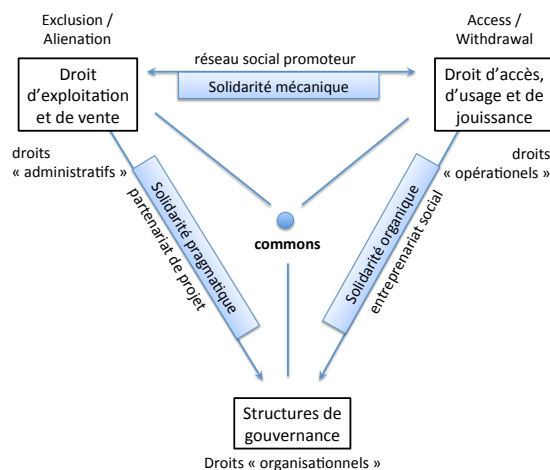 Exclusion /
Alienation
Access /
Withdrawal
réseau social promoteur
Solidarité mécanique
Droit
d'exploitation
et de vente
Droit d'accès,
d'usage et de
jouissance
droits
« administratifs »
droits
« opérationels »
Solidarité pragmatique
partenariat de projet
Solidarité organique
entreprenariat social
commons
Structures de
gouvernance
Droits « organisationnels »